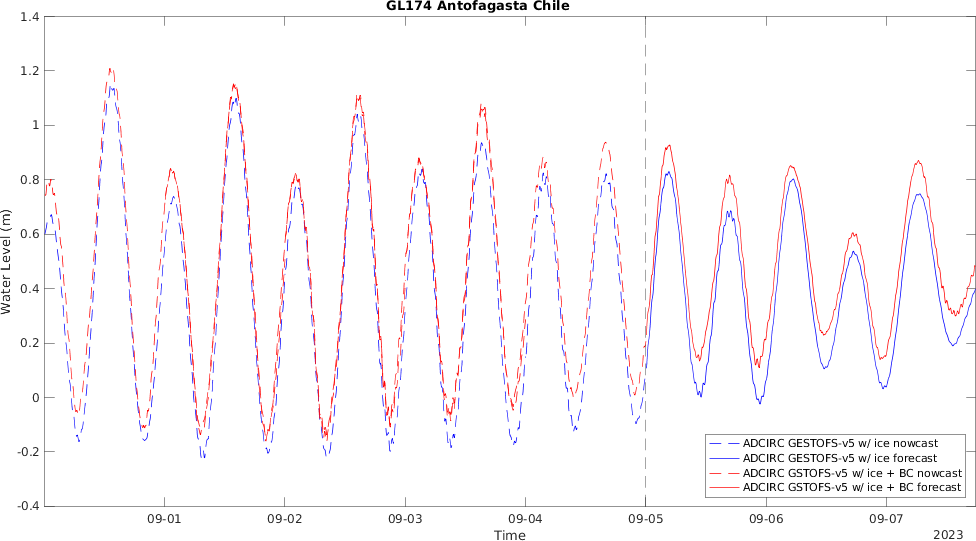 GL174 Antofagasta Chile
Water Level (m)
1.4
1.2
1
0.8
0.6
0.4
0.2
0
-0.2
-0.4
ADCIRC GESTOFS-v5 w/ ice nowcast
ADCIRC GESTOFS-v5 w/ ice forecast
ADCIRC GSTOFS-v5 w/ ice + BC nowcast
ADCIRC GSTOFS-v5 w/ ice + BC forecast
09-01 09-02 09-03 09-04 09-05 09-06 09-07
Time
2023